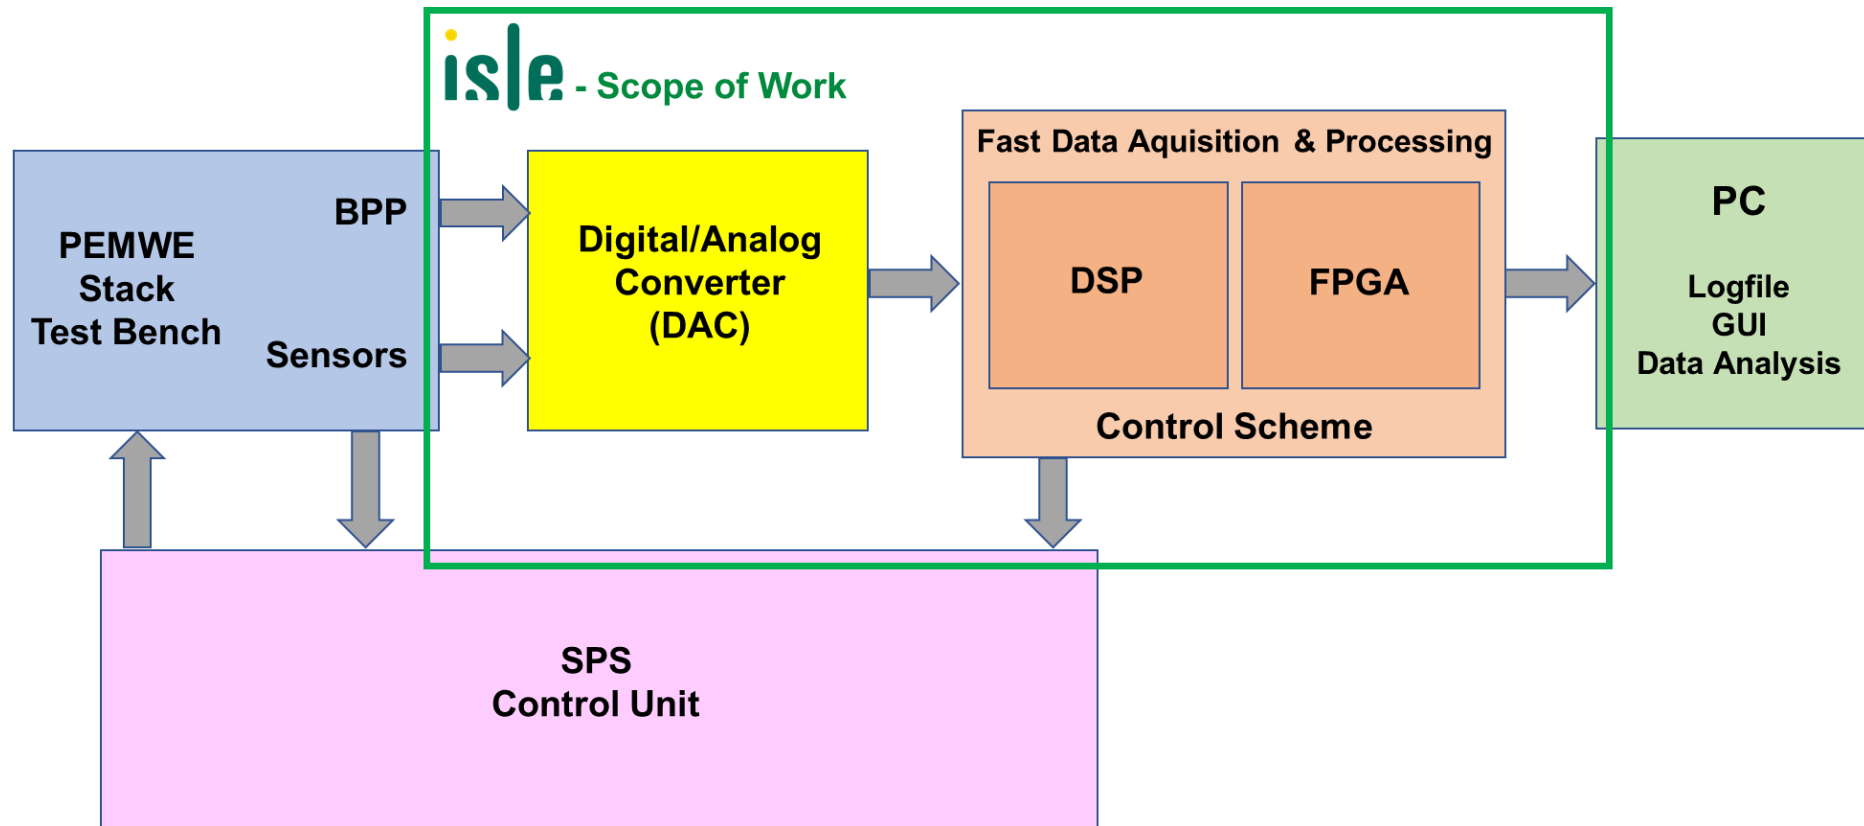 isle - Scope of Work
PEMWE
Stack
Test Bench
BPP
Sensors
Digital/Analog
Converter
(DAC)
Fast Data Aquisition & Processing
DSP
FPGA
Control Scheme
PC
Logfile
GUI
Data Analysis
SPS
Control Unit